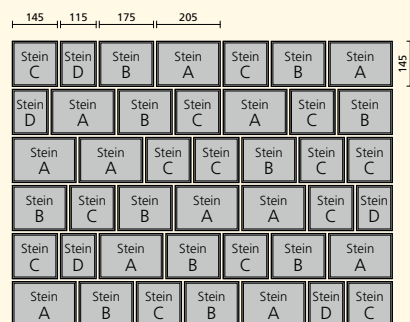 145 115 175 205
Stein Stein Stein Stein Stein Stein Stein
C D B A C B A
145
Stein Stein Stein Stein Stein Stein Stein
D A B C A C B
Stein Stein Stein Stein Stein Stein Stein
A A C C B C C
Stein Stein Stein Stein Stein Stein Stein
B C B A A C D
Stein Stein Stein Stein Stein Stein Stein
C D A B C B A
Stein Stein Stein Stein Stein Stein Stein
A B C B A D C